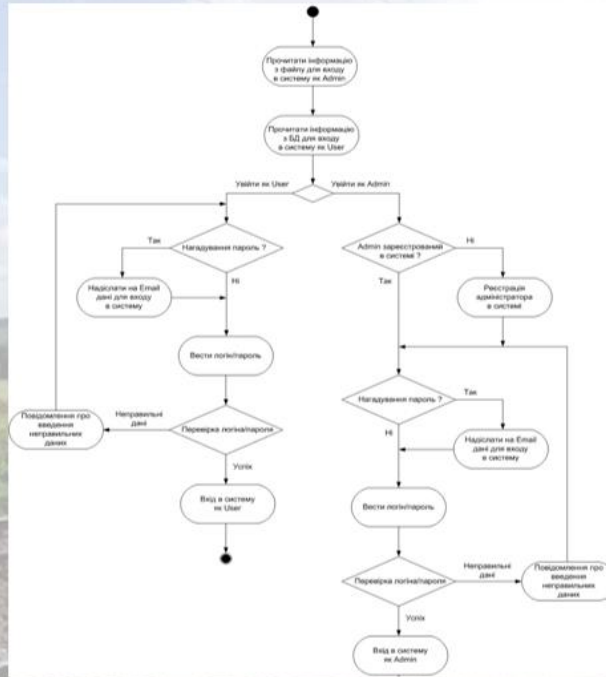 Прочитати інформацію
з файлу для входу
в систему як Admin
Прочитати інформацію
з БД для входу
в систему як User
Увійти як User
Увійти як Admin
Так
Нагадування пароль ?
Ні
Надіслати на Email
дані для входу
в систему
Вести логін/пароль
Повідомлення про
введення
неправильних
даних
Неправильні
дані
Перевірка логіна/пароля
Успіх
Вхід в систему
як User
Admin зареєстрований
в системі ?
Ні
Так
Реєстрація
адміністратора
в системі
Нагадування пароль ?
Так
Ні
Надіслати на Email
дані для входу
в систему
Вести логін/пароль
Перевірка логіна/пароля
Неправильні
дані
Повідомлення про
введення
неправильних
даних
Успіх
Вхід в систему
як Admin